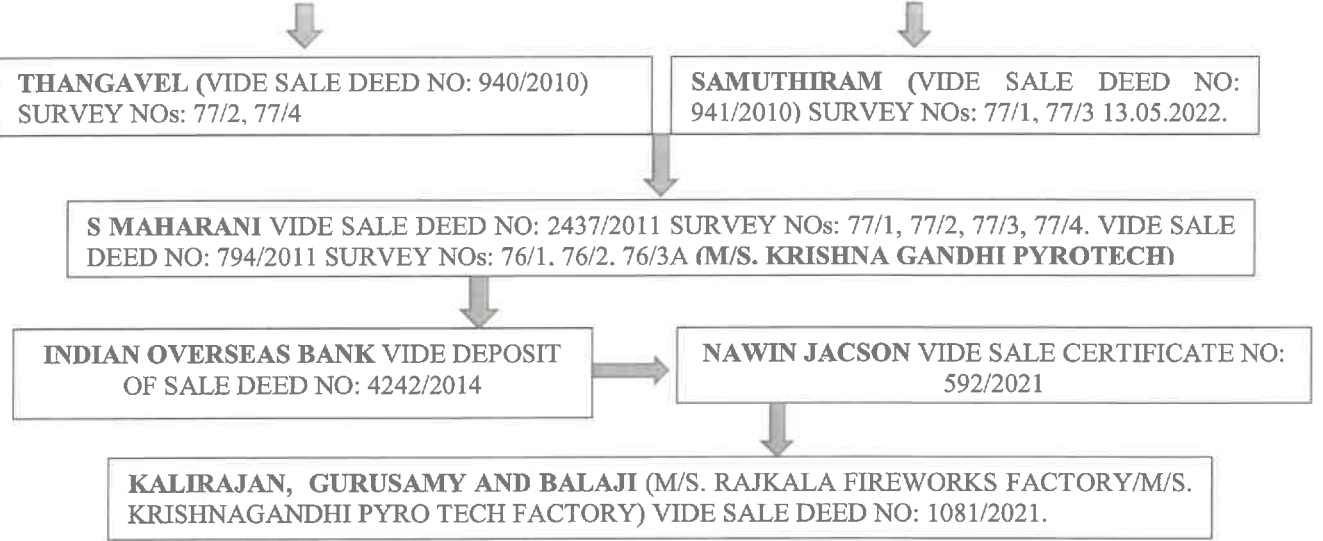 THANGAVEL (VIDE SALE DEED NO: 940/2010)
SURVEY NOs: 77/2, 77/4
SAMUTHIRAM (VIDE SALE DEED NO:
941/2010) SURVEY NOs: 77/1, 77/3 13.05.2022.
S MAHARANI VIDE SALE DEED NO: 2437/2011 SURVEY NOs: 77/1, 77/2, 77/3, 77/4. VIDE SALE
DEED NO: 794/2011 SURVEY NOs: 76/1, 76/2, 76/3A (M/S. KRISHNA GANDHI PYROTECH)
INDIAN OVERSEAS BANK VIDE DEPOSIT
OF SALE DEED NO: 4242/2014
NAWIN JACSON VIDE SALE CERTIFICATE NO:
592/2021
KALIRAJAN, GURUSAMY AND BALAJI (M/S. RAJKALA FIREWORKS FACTORY/M/S.
KRISHNAGANDHI PYRO TECH FACTORY) VIDE SALE DEED NO: 1081/2021.